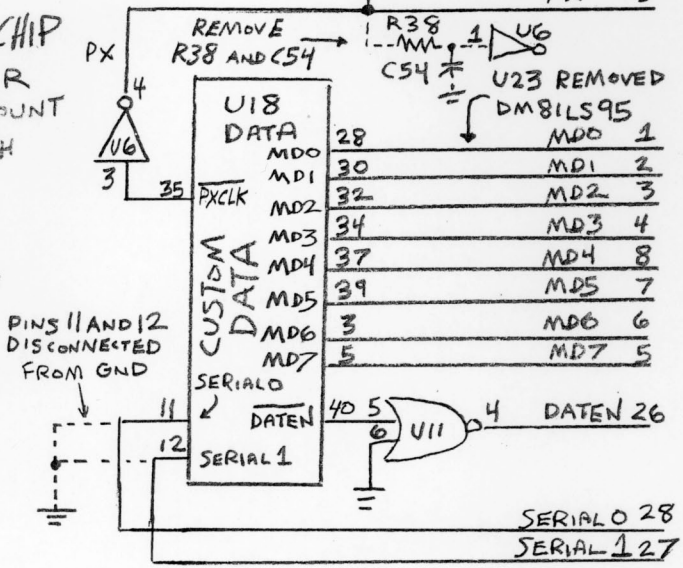 CHIP
R
OUNT
H
PX
REMOVE
R38 AND C54
R38
1 U6
C54
U23 REMOVED
DM81LS95
4
U6
3
35 PXCLK
U18
DATA
CUSTOM
DATA
MD0 28 MD0 1
MD1 30 MD1 2
MD2 32 MD2 3
MD3 34 MD3 4
MD4 37 MD4 8
MD5 39 MD5 7
MD6 3 MD6 6
MD7 5 MD7 5
PINS 11 AND 12
DISCONNECTED
FROM GND
11 SERIAL 0
12 SERIAL 1
DATEN 40 5 U11 4 DATEN 26
6
SERIAL 0 28
SERIAL 1 27